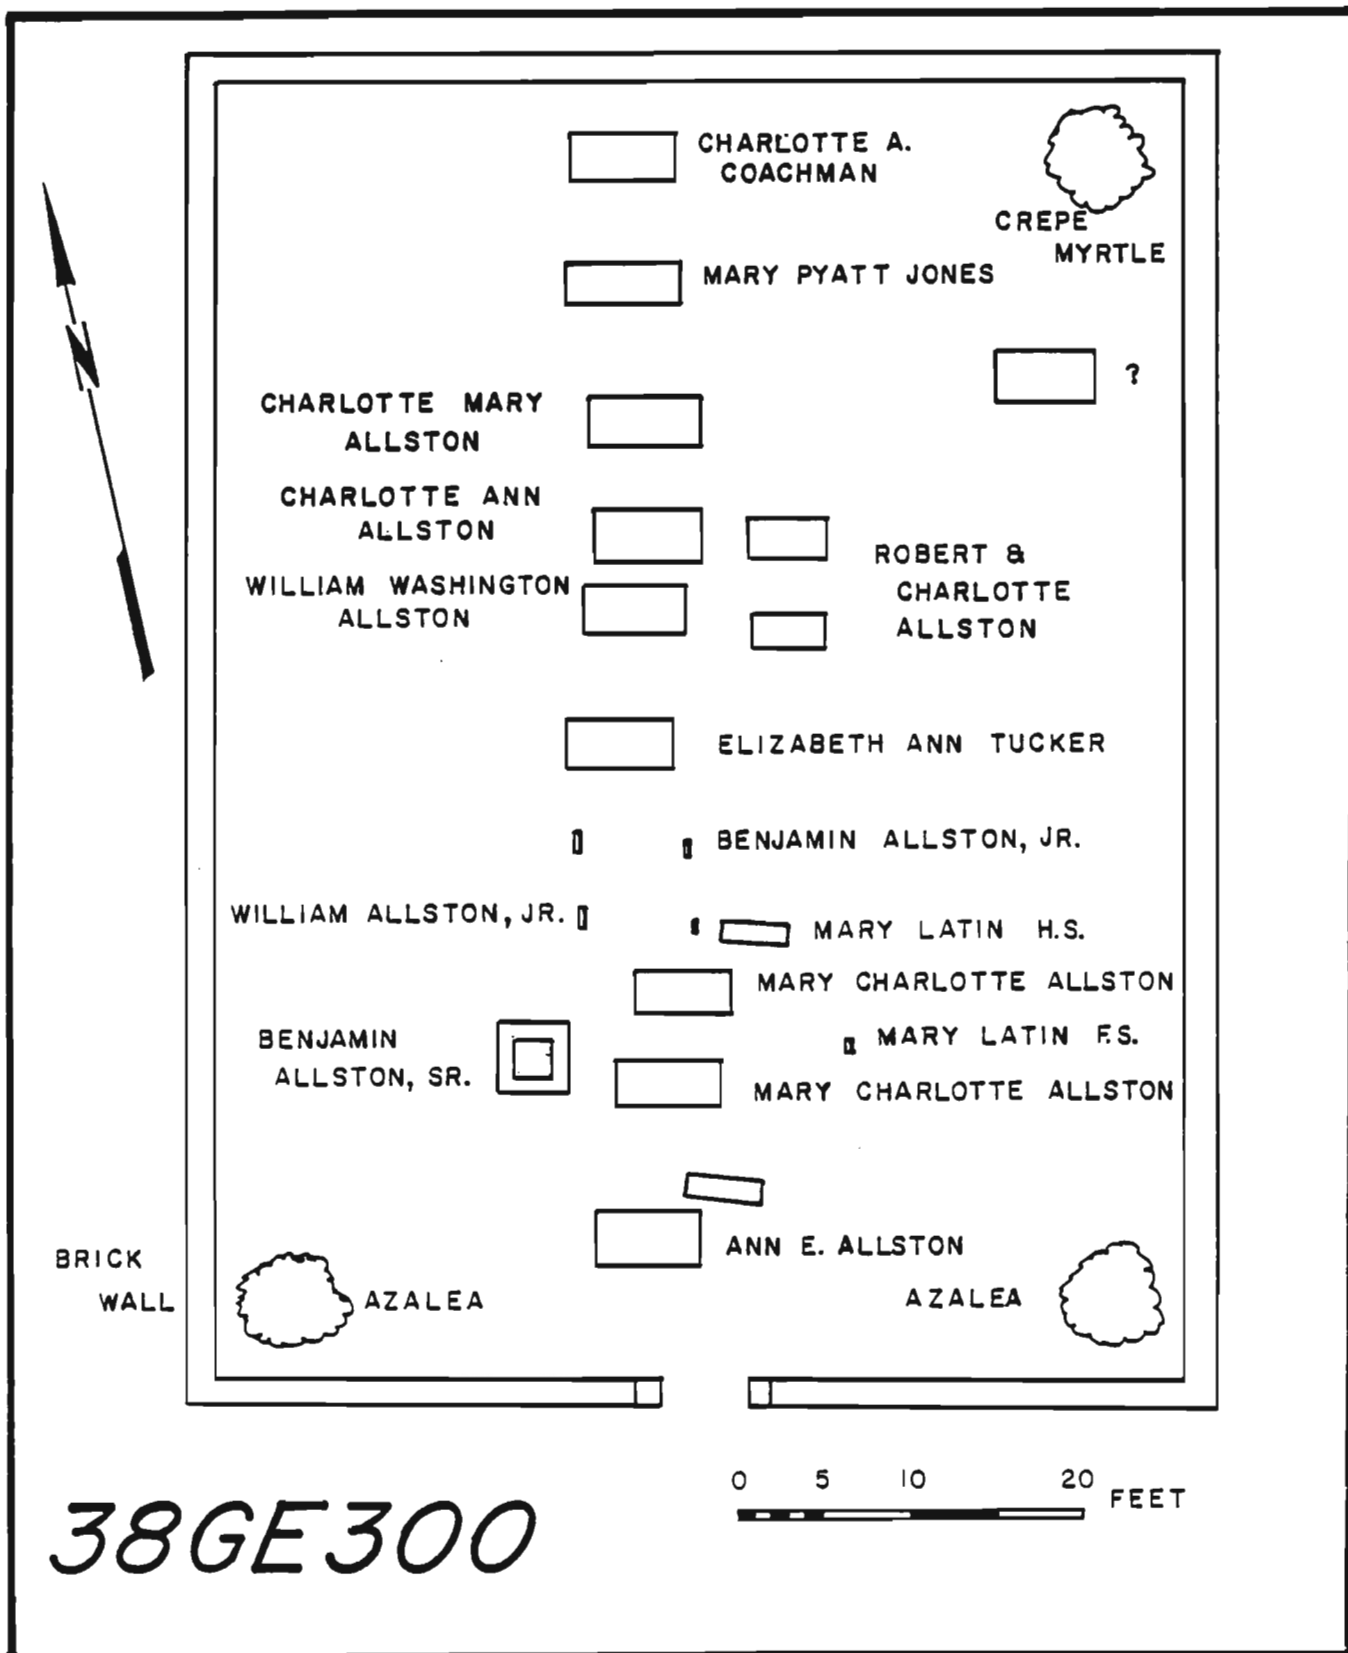 CHARLOTTE A.
COACHMAN
CREPE
MYRTLE
MARY PYATT JONES
N
?
CHARLOTTE MARY
ALLSTON
CHARLOTTE ANN
ALLSTON
ROBERT &
CHARLOTTE
ALLSTON
WILLIAM WASHINGTON
ALLSTON
ELIZABETH ANN TUCKER
BENJAMIN ALLSTON, JR.
WILLIAM ALLSTON, JR.
MARY LATIN H.S.
MARY CHARLOTTE ALLSTON
BENJAMIN
ALLSTON, SR.
MARY LATIN F.S.
MARY CHARLOTTE ALLSTON
ANN E. ALLSTON
BRICK
WALL
AZALEA
AZALEA
0 5 10 20 FEET
38GE300